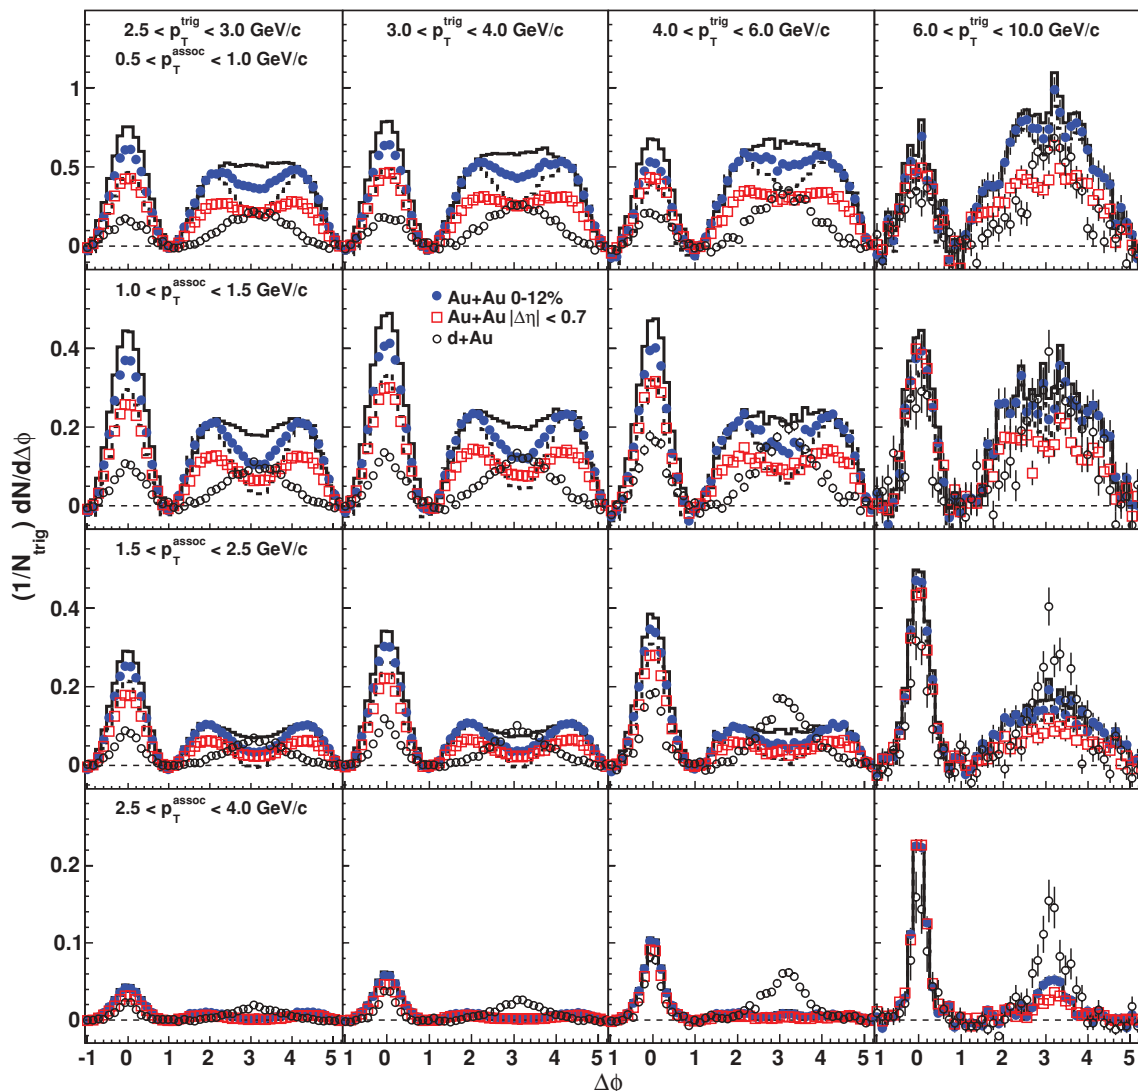 2.5 < p_T^trig < 3.0 GeV/c
0.5 < p_T^assoc < 1.0 GeV/c
3.0 < p_T^trig < 4.0 GeV/c
4.0 < p_T^trig < 6.0 GeV/c
6.0 < p_T^trig < 10.0 GeV/c
1
0.5
0
1.0 < p_T^assoc < 1.5 GeV/c
Au+Au 0-12%
Au+Au |Δη| < 0.7
d+Au
0.4
0.2
0
(1/N_trig) dN/dΔϕ
1.5 < p_T^assoc < 2.5 GeV/c
0.4
0.2
0
2.5 < p_T^assoc < 4.0 GeV/c
0.2
0.1
0
-1 0 1 2 3 4 5
1 0 1 2 3 4 5
1 0 1 2 3 4 5
1 0 1 2 3 4 5
Δϕ